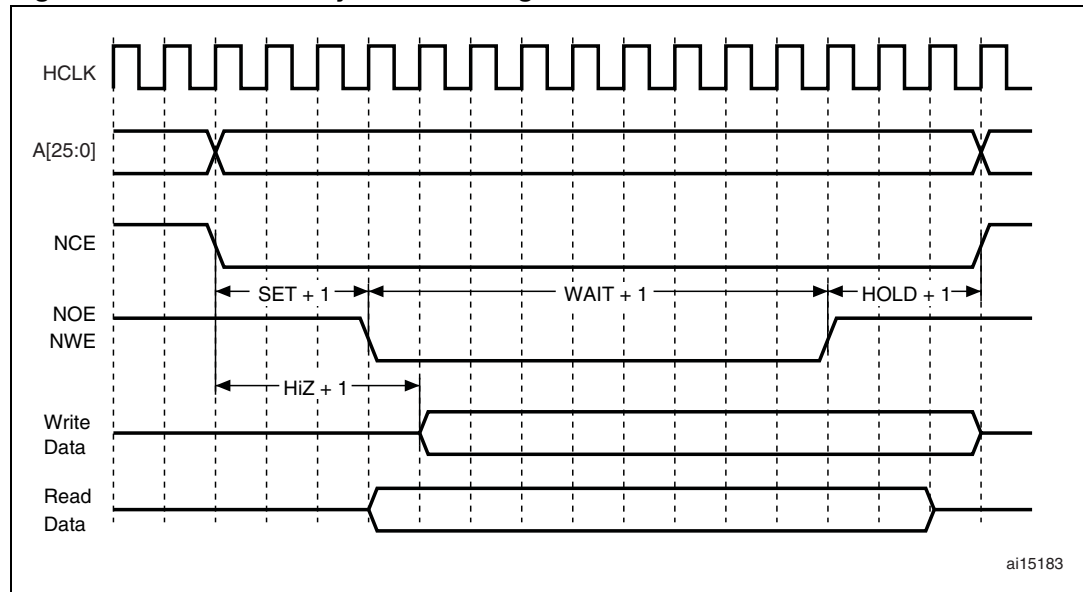 HCLK
A[25:0]
NCE
SET + 1
WAIT + 1
HOLD + 1
NOE
NWE
HiZ + 1
Write
Data
Read
Data
ai15183